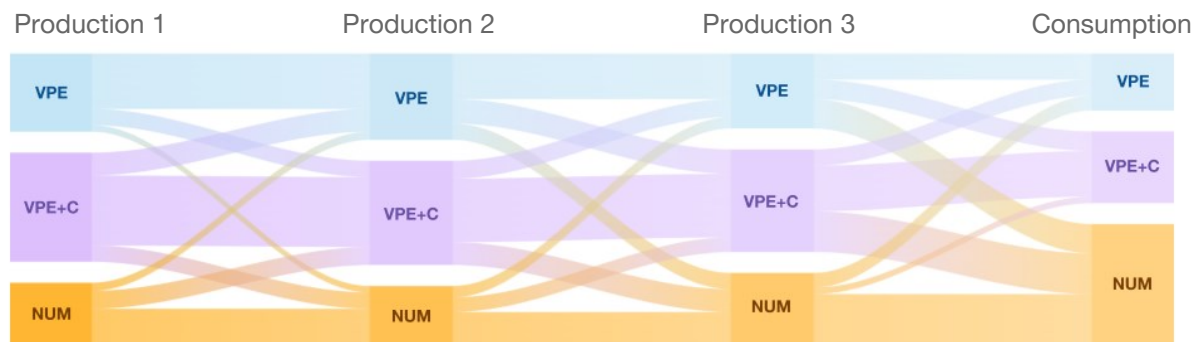 Production 1 Production 2 Production 3 Consumption
VPE VPE VPE VPE
VPE+C VPE+C VPE+C VPE+C
NUM NUM NUM NUM